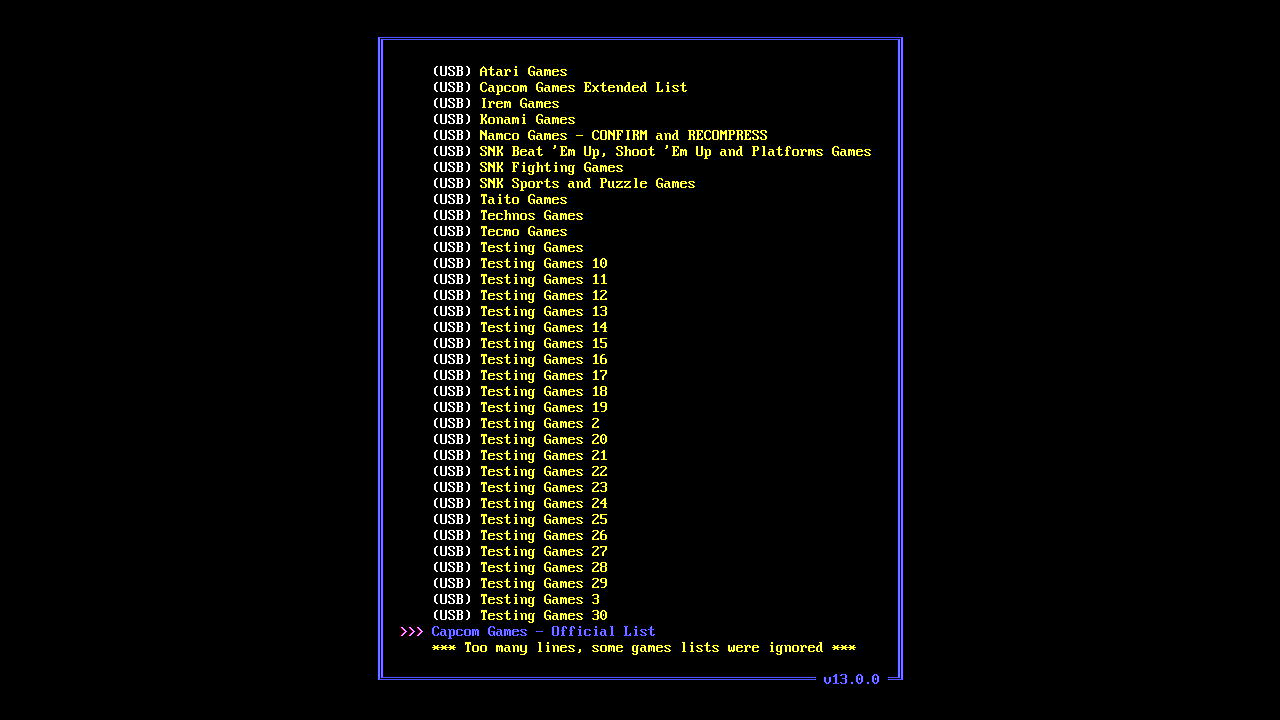 (USB) Atari Games
(USB) Capcom Games Extended List
(USB) Irem Games
(USB) Konami Games
(USB) Namco Games - CONFIRM and RECOMPRESS
(USB) SNK Beat 'Em Up, Shoot 'Em Up and Platforms Games
(USB) SNK Fighting Games
(USB) SNK Sports and Puzzle Games
(USB) Taito Games
(USB) Technos Games
(USB) Tecmo Games
(USB) Testing Games
(USB) Testing Games 10
(USB) Testing Games 11
(USB) Testing Games 12
(USB) Testing Games 13
(USB) Testing Games 14
(USB) Testing Games 15
(USB) Testing Games 16
(USB) Testing Games 17
(USB) Testing Games 18
(USB) Testing Games 19
(USB) Testing Games 2
(USB) Testing Games 20
(USB) Testing Games 21
(USB) Testing Games 22
(USB) Testing Games 23
(USB) Testing Games 24
(USB) Testing Games 25
(USB) Testing Games 26
(USB) Testing Games 27
(USB) Testing Games 28
(USB) Testing Games 29
(USB) Testing Games 3
(USB) Testing Games 30
>>> Capcom Games - Official List
*** Too many lines, some games lists were ignored ***
v13.0.0